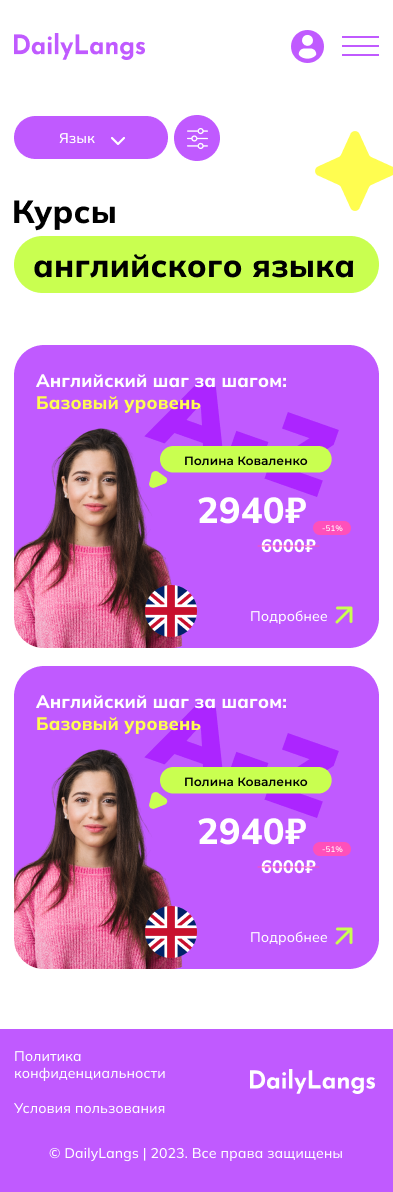 DailyLangs
Язык
Курсы
английского языка
Английский шаг за шагом:
Базовый уровень
Полина Коваленко
2940₽
-51%
6000₽
Подробнее
Английский шаг за шагом:
Базовый уровень
Полина Коваленко
2940₽
-51%
6000₽
Подробнее
Политика
конфиденциальности
DailyLangs
Условия пользования
© DailyLangs | 2023. Все права защищены